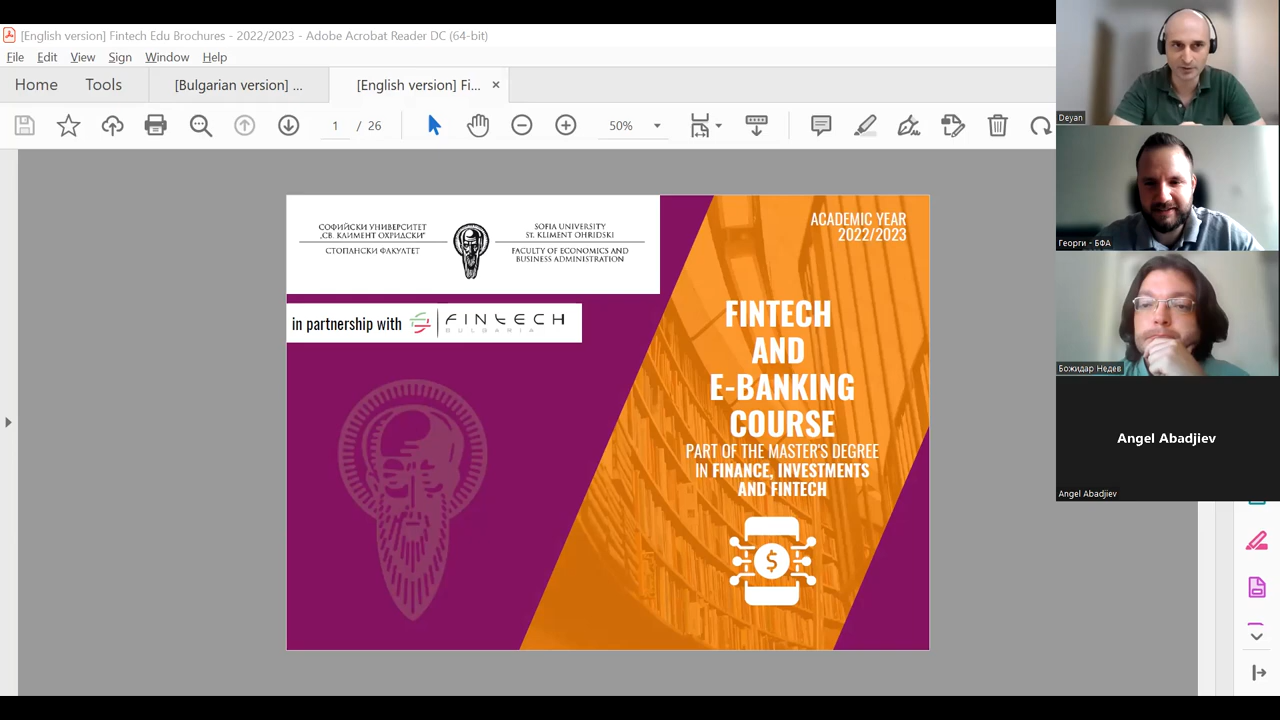 [English version] Fintech Edu Brochures - 2022/2023 - Adobe Acrobat Reader DC (64-bit)
File Edit View Sign Window Help
Home Tools [Bulgarian version] ... [English version] Fi... ×
1 / 26 50%
СОФИЙСКИ УНИВЕРСИТЕТ
„СВ. КЛИМЕНТ ОХРИДСКИ“
СТОПАНСКИ ФАКУЛТЕТ
SOFIA UNIVERSITY
ST. KLIMENT OHRIDSKI
FACULTY OF ECONOMICS AND
BUSINESS ADMINISTRATION
in partnership with FINTECH
BULGARIA
ACADEMIC YEAR
2022/2023
FINTECH
AND
E-BANKING
COURSE
PART OF THE MASTER'S DEGREE
IN FINANCE, INVESTMENTS
AND FINTECH
$
Deyan
Георги - БФА
Божидар Недев
Angel Abadjiev
Angel Abadjiev